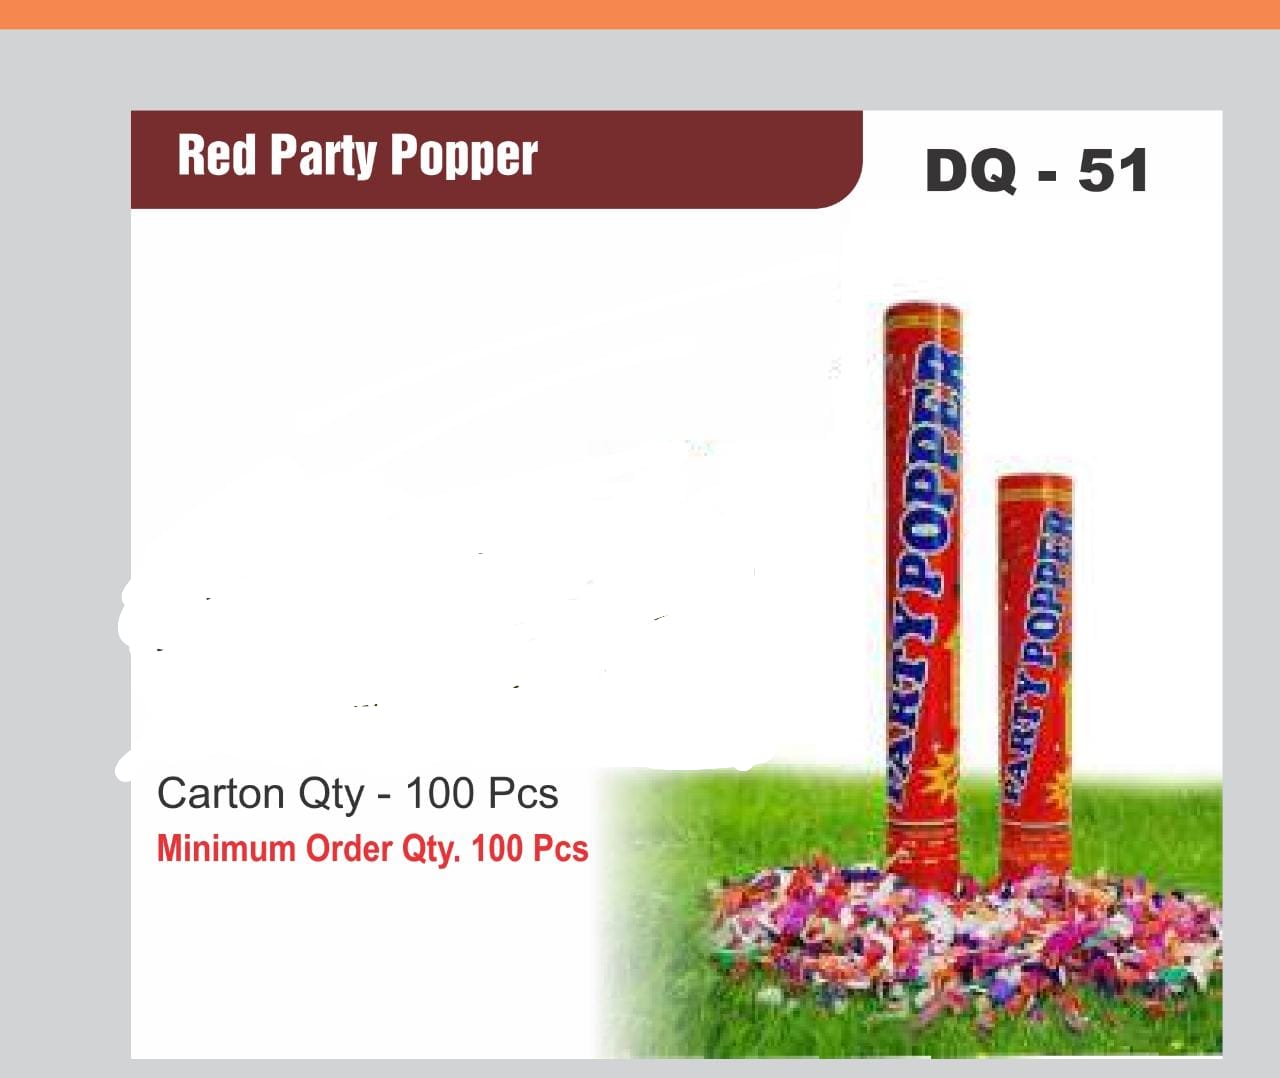 Red Party Popper
DQ - 51
PARTY POPPER
PARTY POPPER
Carton Qty - 100 Pcs
Minimum Order Qty. 100 Pcs